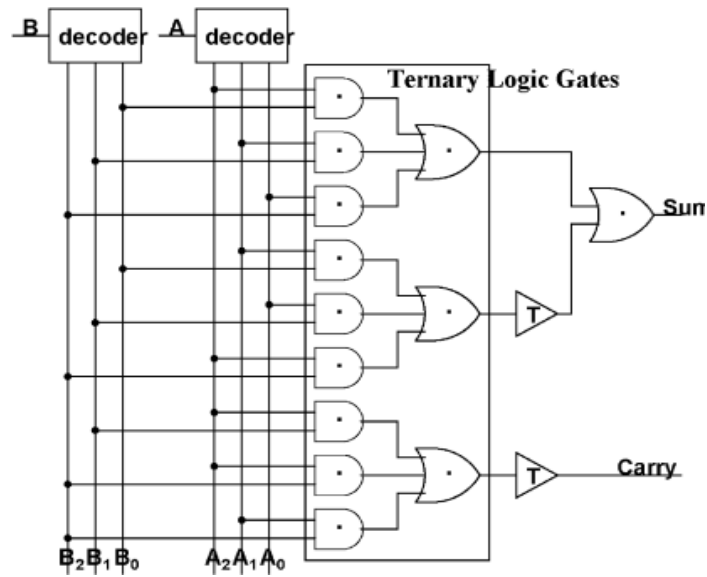 B decoder A decoder
Ternary Logic Gates
Sum
T
T Carry
B₂ B₁ B₀ A₂ A₁ A₀